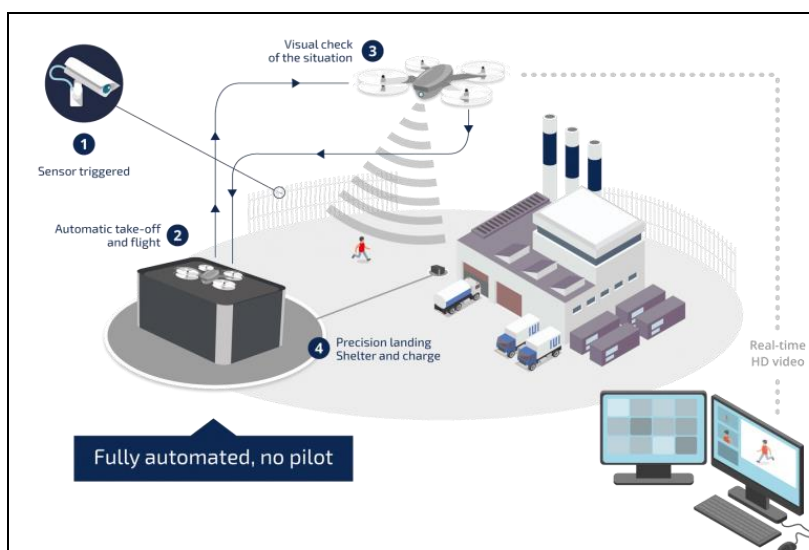 1
Sensor triggered
2
Automatic take-off
and flight
3
Visual check
of the situation
4
Precision landing
Shelter and charge
Real-time
HD video
Fully automated, no pilot